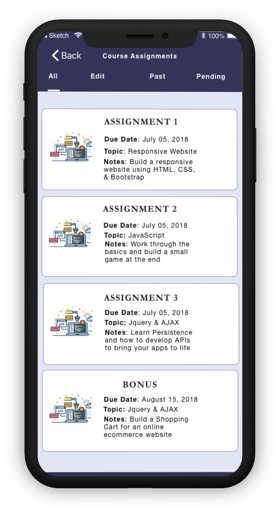 Sketch 100%
Back Course Assignments
All Edit Past Pending
ASSIGNMENT 1
Due Date: July 05, 2018
Topic: Responsive Website
Notes: Build a responsive
website using HTML, CSS,
& Bootstrap
ASSIGNMENT 2
Due Date: July 05, 2018
Topic: JavaScript
Notes: Work through the
basics and build a small
game at the end
ASSIGNMENT 3
Due Date: July 05, 2018
Topic: Jquery & AJAX
Notes: Learn Persistence
and how to develop APIs
to bring your apps to life
BONUS
Due Date: August 15, 2018
Topic: Jquery & AJAX
Notes: Build a Shopping
Cart for an online
ecommerce website